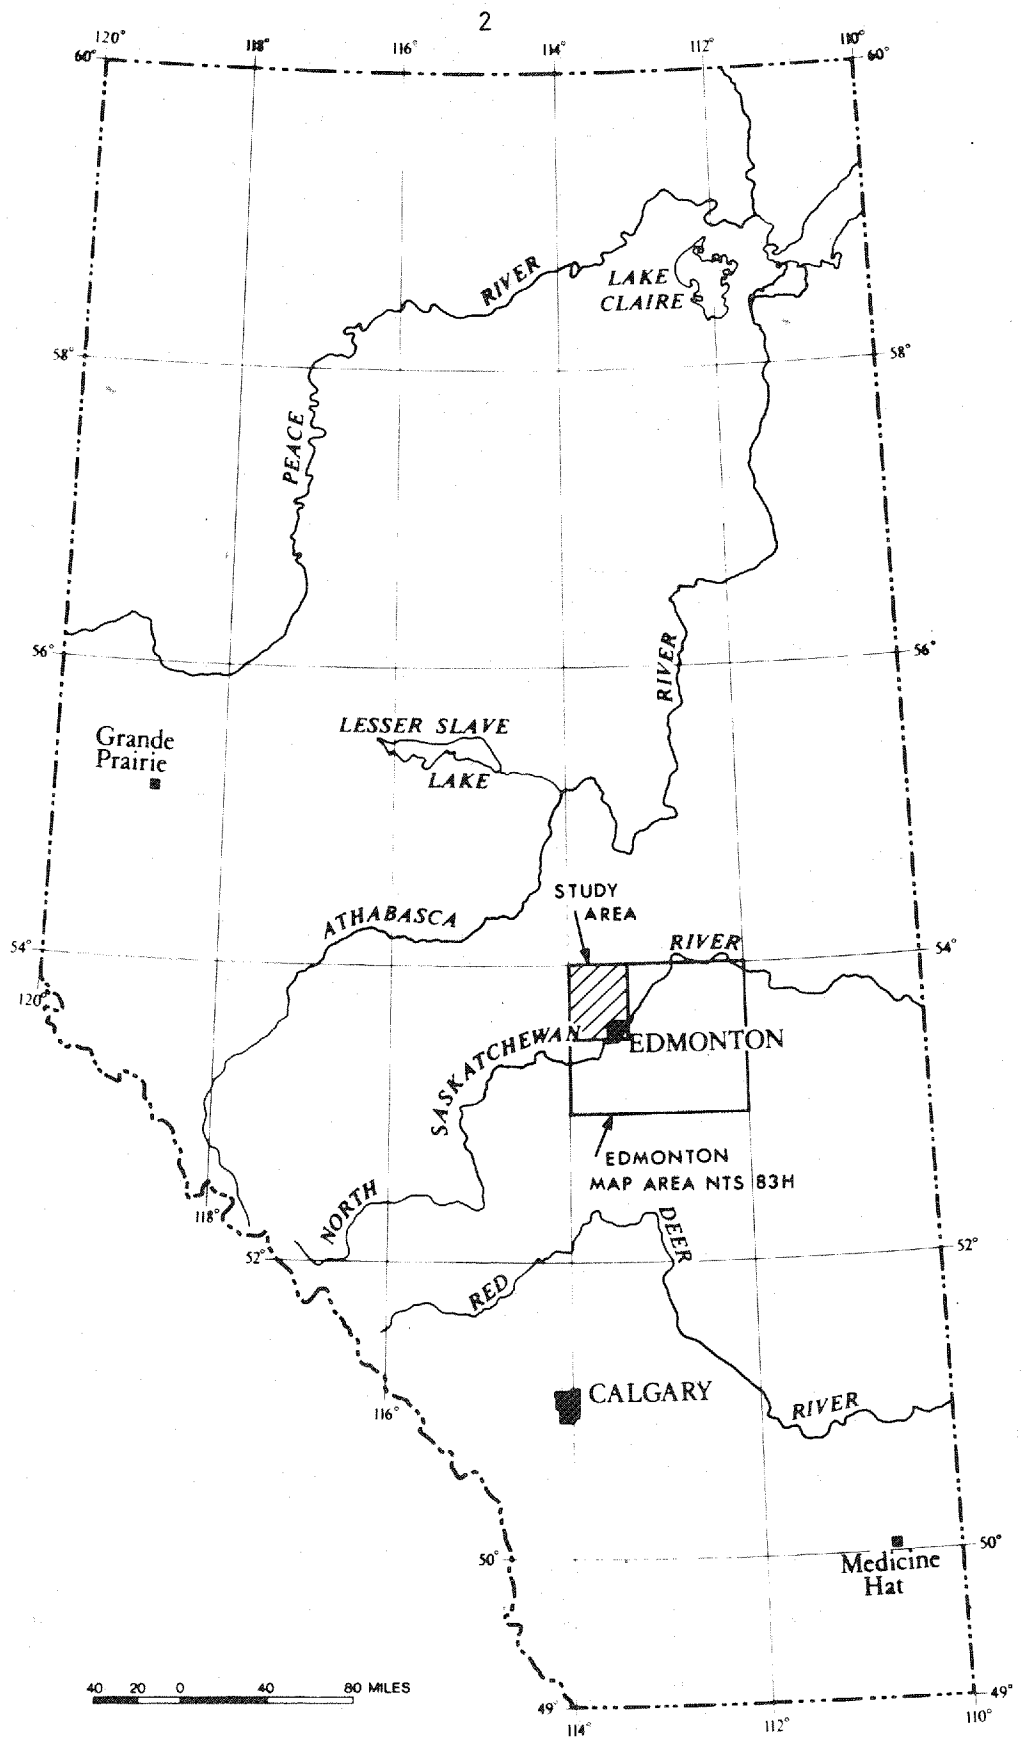 2
120°
118°
116°
114°
112°
110°
60°
60°
RIVER
LAKE
CLAIRE
58°
58°
PEACE
56°
56°
RIVER
LESSER SLAVE
LAKE
Grande
Prairie
STUDY
AREA
ATHABASCA
RIVER
54°
54°
120°
SASKATCHEWAN
EDMONTON
EDMONTON
MAP AREA NTS 83H
NORTH
118°
DEER
52°
52°
RED
CALGARY
116°
RIVER
50°
50°
Medicine
Hat
40 20 0 40 80 MILES
49°
49°
114°
112°
110°